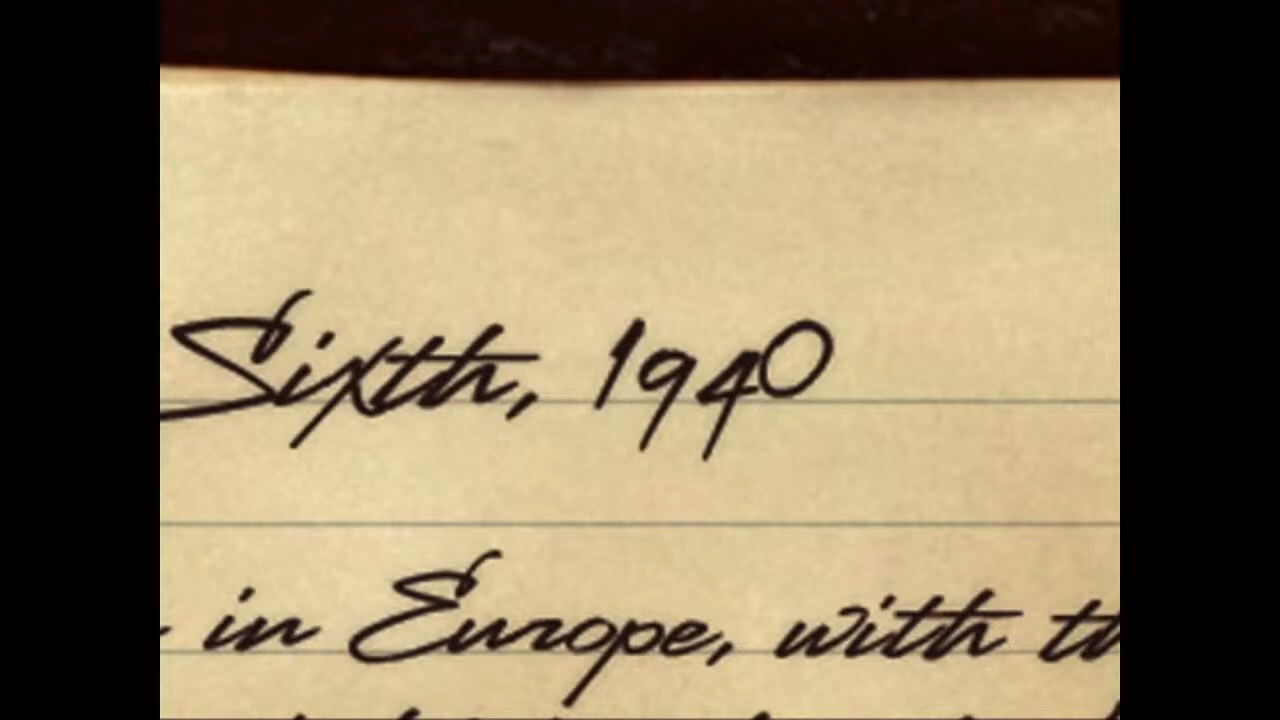 Sixth, 1940
in Europe, with